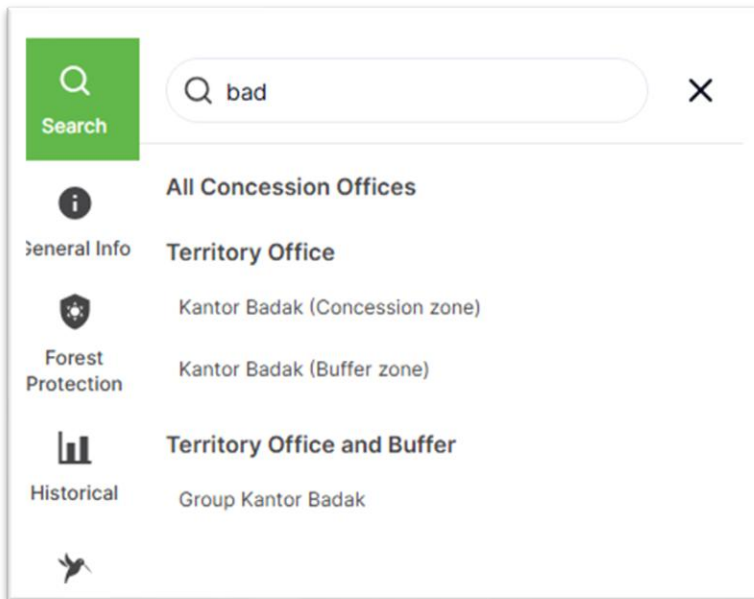 Search
bad
All Concession Offices
General Info
Territory Office
Kantor Badak (Concession zone)
Forest
Protection
Kantor Badak (Buffer zone)
Territory Office and Buffer
Historical
Group Kantor Badak